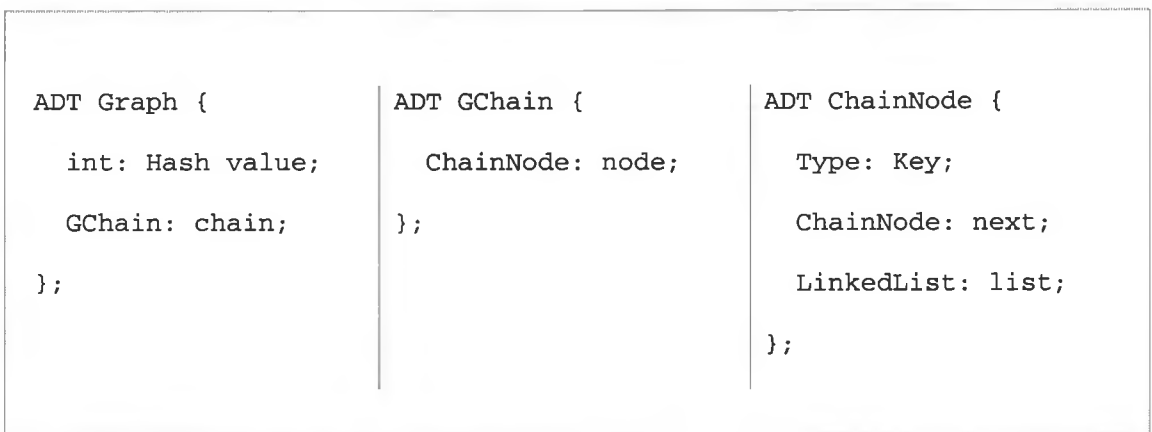 ADT Graph {
int: Hash value;
GChain: chain;
};
ADT GChain {
ChainNode: node;
};
ADT ChainNode {
Type: Key;
ChainNode: next;
LinkedList: list;
};